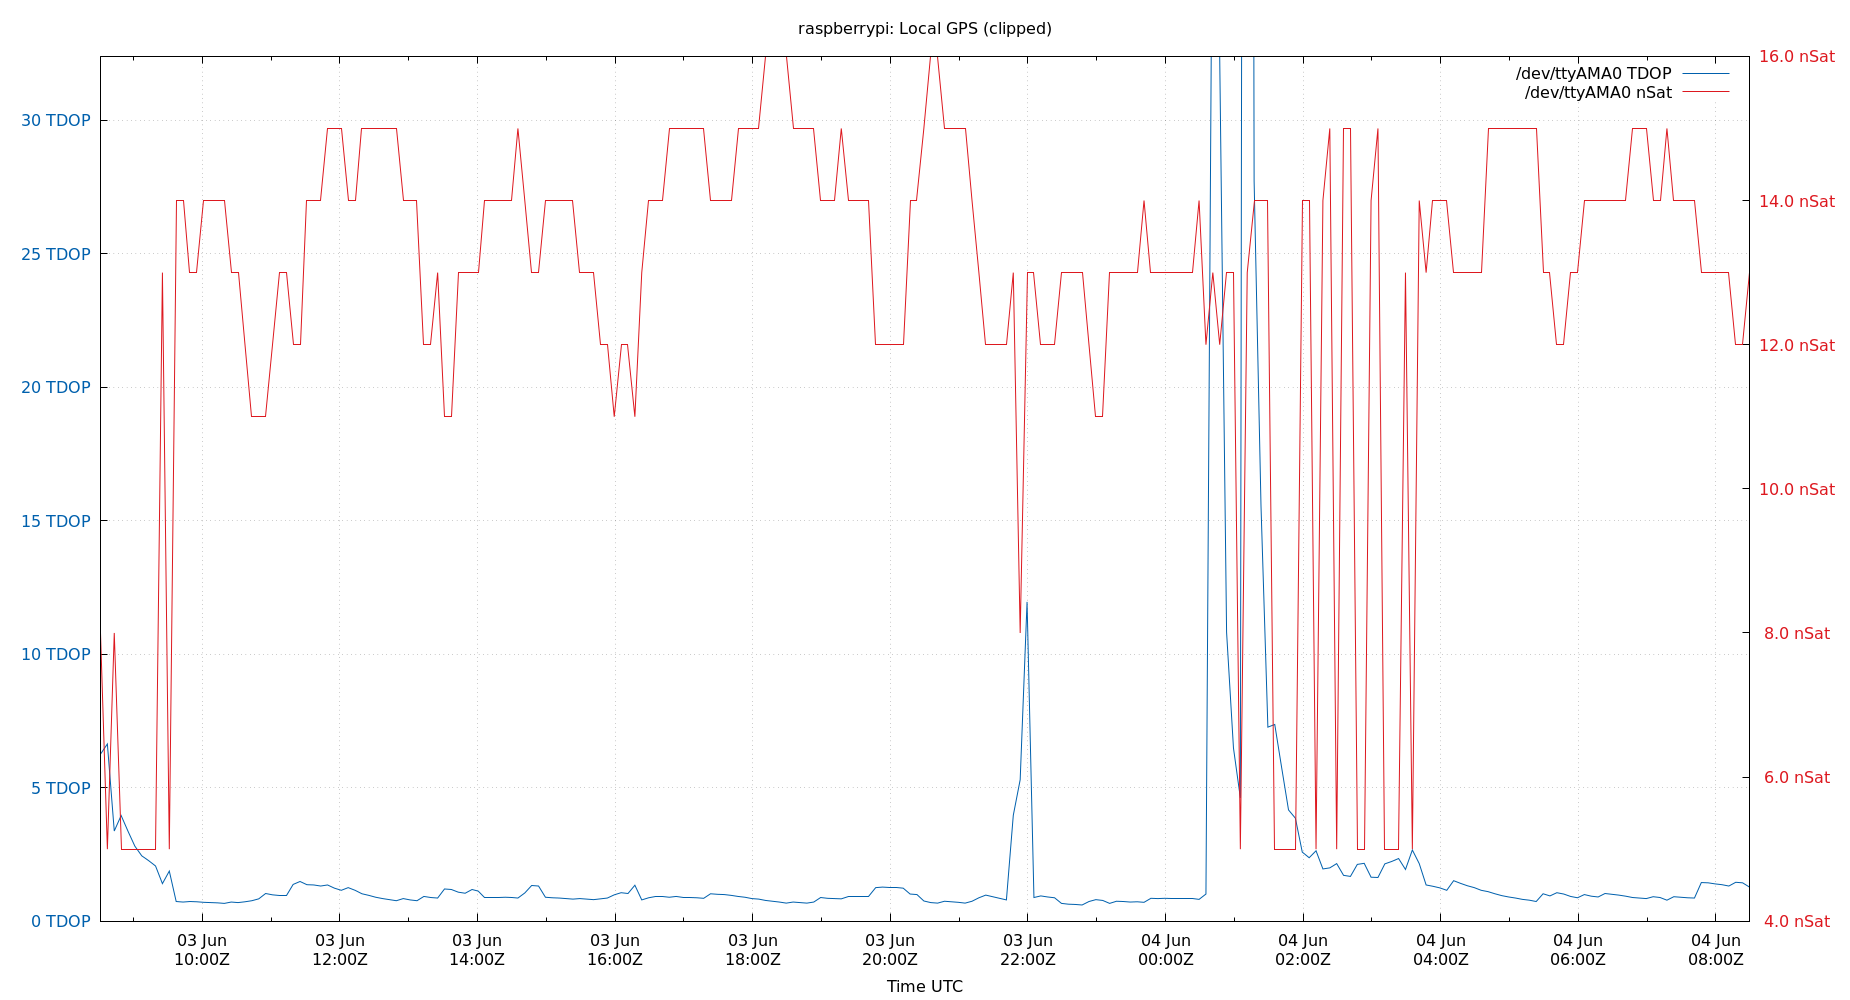 raspberrypi: Local GPS (clipped)
/dev/ttyAMA0 TDOP
/dev/ttyAMA0 nSat
30 TDOP
25 TDOP
20 TDOP
15 TDOP
10 TDOP
5 TDOP
0 TDOP
16.0 nSat
14.0 nSat
12.0 nSat
10.0 nSat
8.0 nSat
6.0 nSat
4.0 nSat
03 Jun
10:00Z
03 Jun
12:00Z
03 Jun
14:00Z
03 Jun
16:00Z
03 Jun
18:00Z
03 Jun
20:00Z
03 Jun
22:00Z
04 Jun
00:00Z
04 Jun
02:00Z
04 Jun
04:00Z
04 Jun
06:00Z
04 Jun
08:00Z
Time UTC